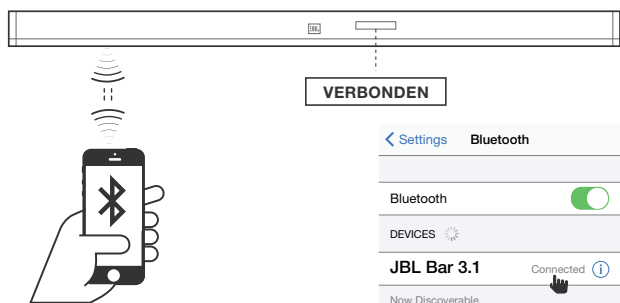 JBL
VERBONDEN
Settings Bluetooth
Bluetooth
DEVICES
JBL Bar 3.1 Connected
Now Discoverable